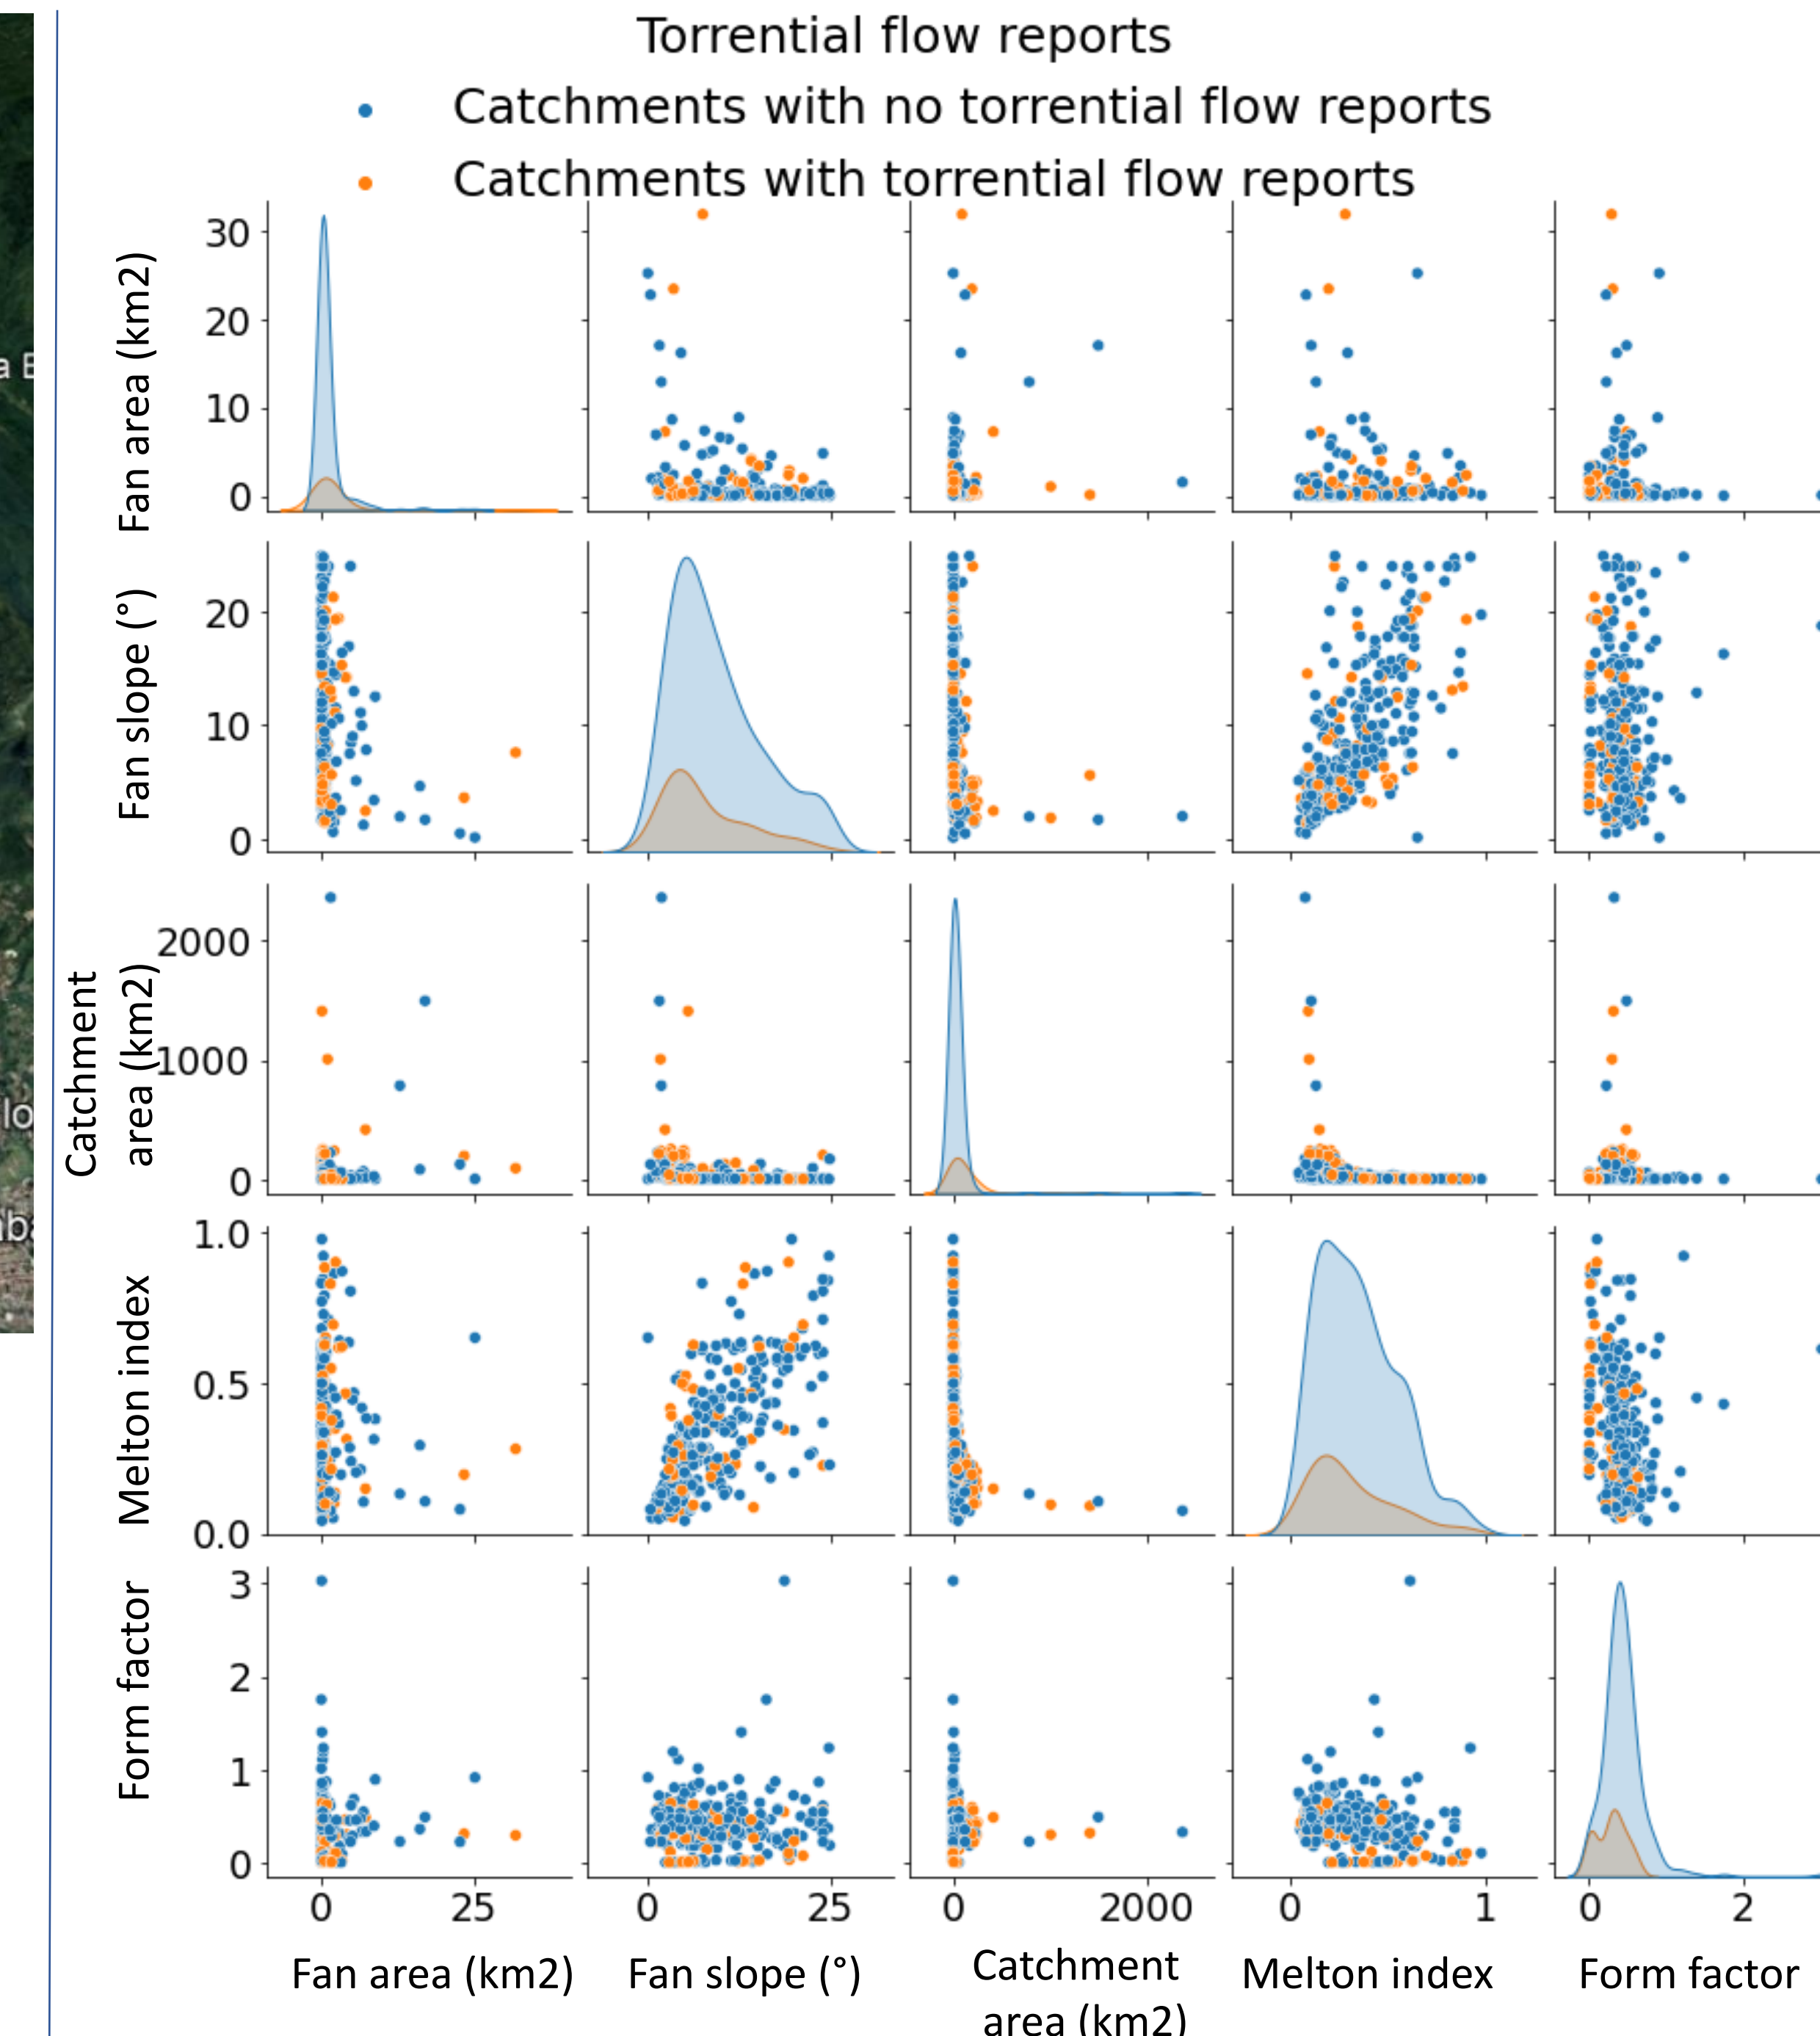 Torrential flow reports
Catchments with no torrential flow reports
Catchments with torrential flow reports
Fan area (km2)
30
20
10
0
Fan slope (°)
20
10
0
Catchment
area (km2)
2000
1000
0
Melton index
1.0
0.5
0.0
Form factor
3
2
1
0
0 25 0 25 0 2000 0 1 0 2
Fan area (km2) Fan slope (°) Catchment area (km2) Melton index Form factor
a E
lo
aba